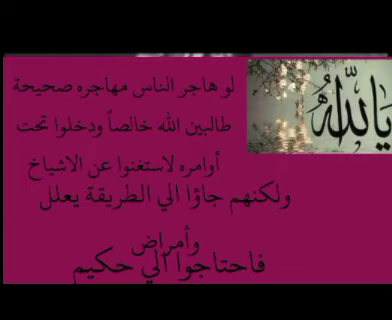 يا الله
لو هاجر الناس مهاجره صحيحة
طالبين الله خالصاً ودخلوا تحت
أوامره لاستغنوا عن الاشياخ
ولكنهم جاؤا الي الطريقة يعلل
وأمراض
فاحتاجوا الي حكيم